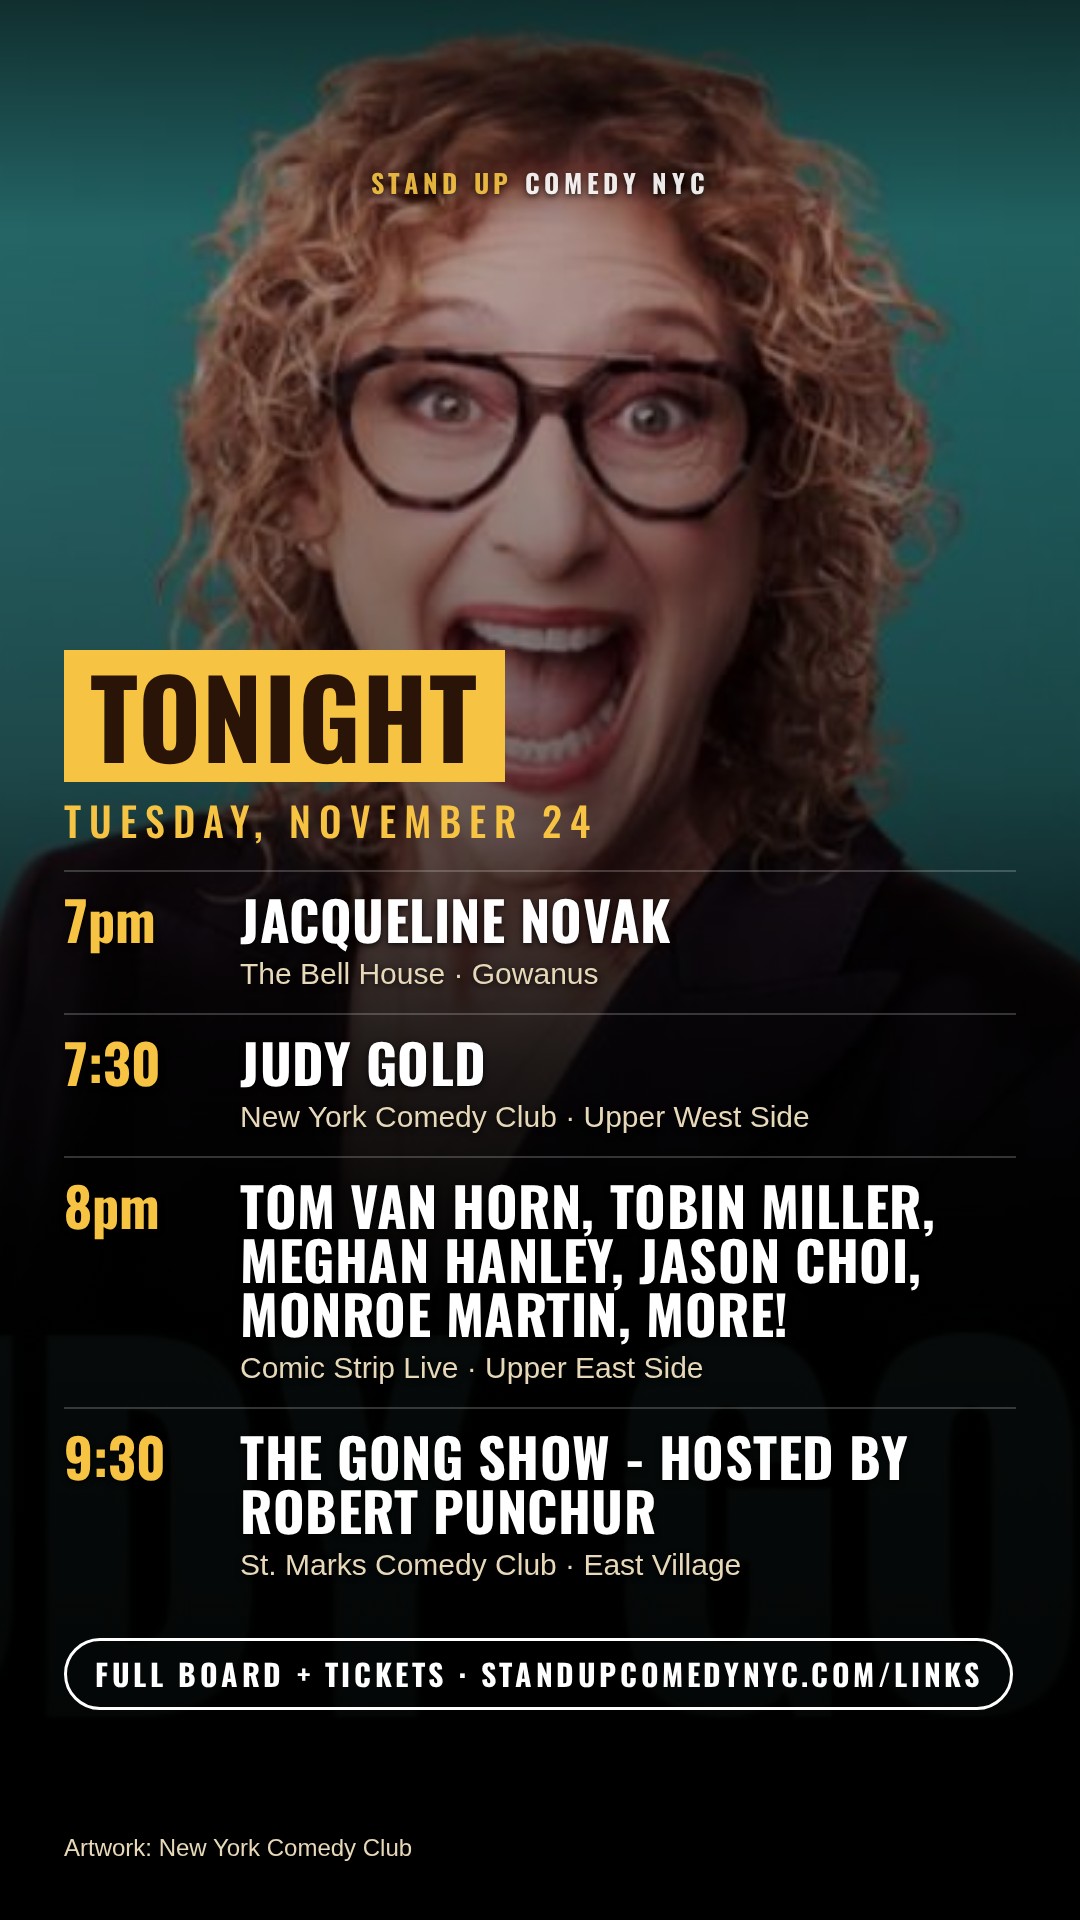 STAND UP COMEDY NYC
TONIGHT
TUESDAY, NOVEMBER 24
7pm
JACQUELINE NOVAK
The Bell House · Gowanus
7:30
JUDY GOLD
New York Comedy Club · Upper West Side
8pm
TOM VAN HORN, TOBIN MILLER,
MEGHAN HANLEY, JASON CHOI,
MONROE MARTIN, MORE!
Comic Strip Live · Upper East Side
9:30
THE GONG SHOW - HOSTED BY
ROBERT PUNCHUR
St. Marks Comedy Club · East Village
FULL BOARD + TICKETS · STANDUPCOMEDYNYC.COM/LINKS
Artwork: New York Comedy Club